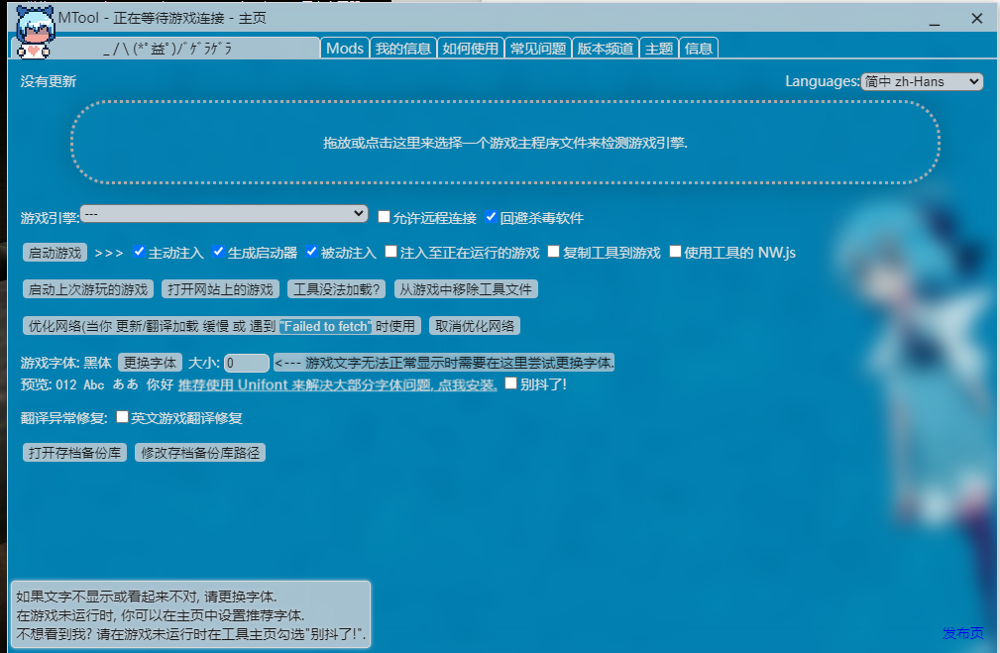 MTool - 正在等待游戏连接 - 主页
_ / \ (*ﾟ益ﾟ)/ﾞｹﾞﾗｹﾞﾗ
Mods 我的信息 如何使用 常见问题 版本频道 主题 信息
没有更新 Languages: 简中 zh-Hans
拖放或点击这里来选择一个游戏主程序文件来检测游戏引擎.
游戏引擎: --- 允许远程连接 回避杀毒软件
启动游戏 >>> 主动注入 生成启动器 被动注入 注入至正在运行的游戏 复制工具到游戏 使用工具的 NW.js
启动上次游玩的游戏 打开网站上的游戏 工具没法加载? 从游戏中移除工具文件
优化网络(当你 更新/翻译加载 缓慢 或 遇到 "Failed to fetch" 时使用 取消优化网络
游戏字体: 黑体 更换字体 大小: 0 <--- 游戏文字无法正常显示时需要在这里尝试更换字体.
预览: 012 Abc ああ 你好 推荐使用 Unifont 来解决大部分字体问题, 点我安装. 别抖了!
翻译异常修复: 英文游戏翻译修复
打开存档备份库 修改存档备份库路径
如果文字不显示或看起来不对, 请更换字体.
在游戏未运行时, 你可以在主页中设置推荐字体.
不想看到我? 请在游戏未运行时在工具主页勾选"别抖了!".
发布页